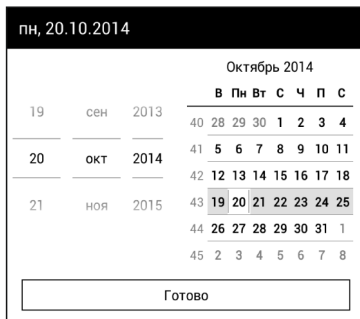 пн, 20.10.2014
19 сен 2013
20 окт 2014
21 ноя 2015
Октябрь 2014
В Пн Вт С Ч П С
40 28 29 30 1 2 3 4
41 5 6 7 8 9 10 11
42 12 13 14 15 16 17 18
43 19 20 21 22 23 24 25
44 26 27 28 29 30 31 1
45 2 3 4 5 6 7 8
Готово